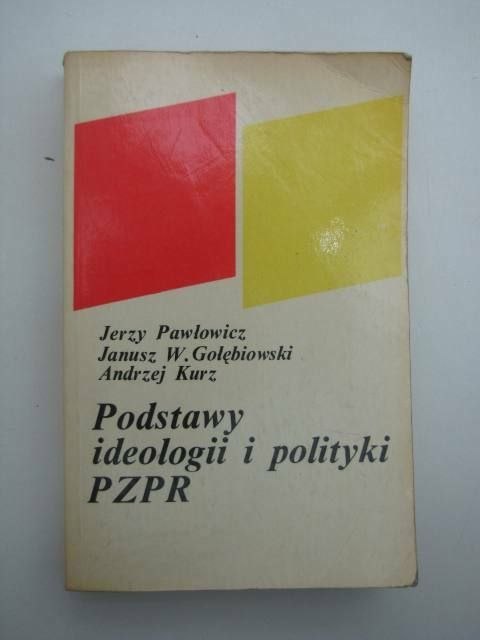 Jerzy Pawłowicz
Janusz W. Gołębiowski
Andrzej Kurz
Podstawy
ideologii i polityki
PZPR